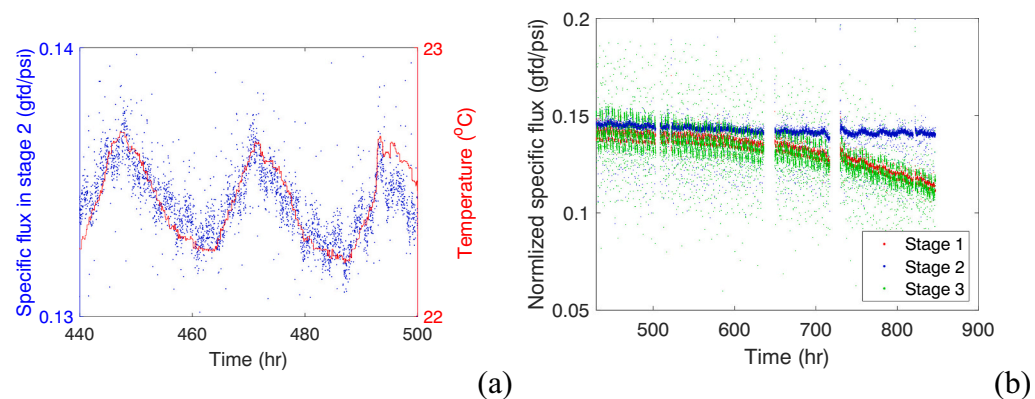 0.14
0.13
Specific flux in stage 2 (gfd/psi)
440
460
480
500
Time (hr)
23
22
Temperature (⁰C)
(a)
0.2
0.15
0.1
0.05
Normlized specific flux (gfd/psi)
500
600
700
800
900
Time (hr)
Stage 1
Stage 2
Stage 3
(b)